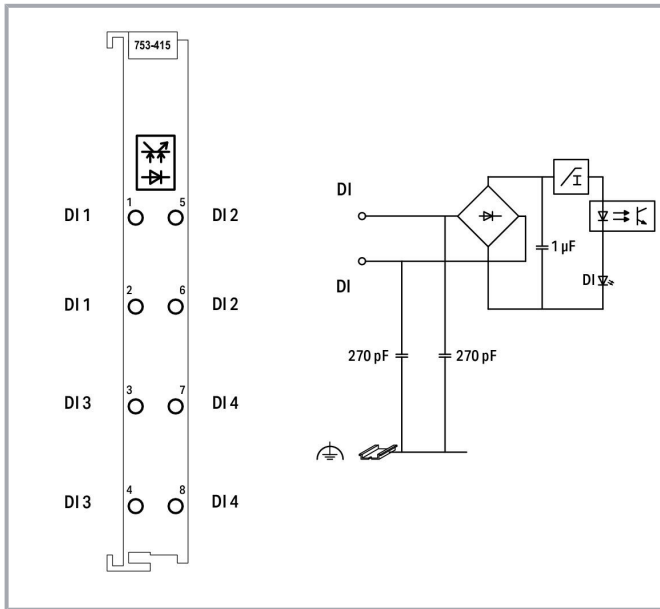 753-415
1
5
DI 1
DI 2
2
6
DI 1
DI 2
3
7
DI 3
DI 4
4
8
DI 3
DI 4
DI
DI
I
1 µF
DI
270 pF
270 pF